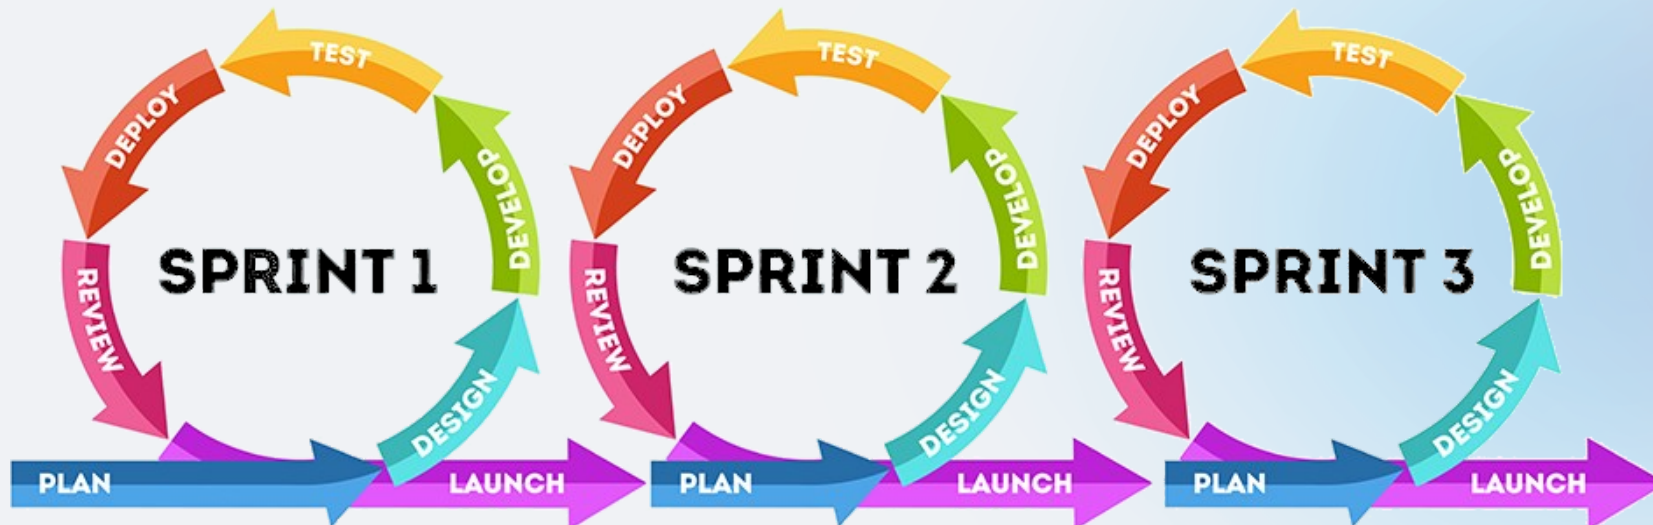 TEST
DEPLOY
DEVELOP
SPRINT 1
REVIEW
DESIGN
PLAN
LAUNCH
TEST
DEPLOY
DEVELOP
SPRINT 2
REVIEW
DESIGN
PLAN
LAUNCH
TEST
DEPLOY
DEVELOP
SPRINT 3
REVIEW
DESIGN
PLAN
LAUNCH